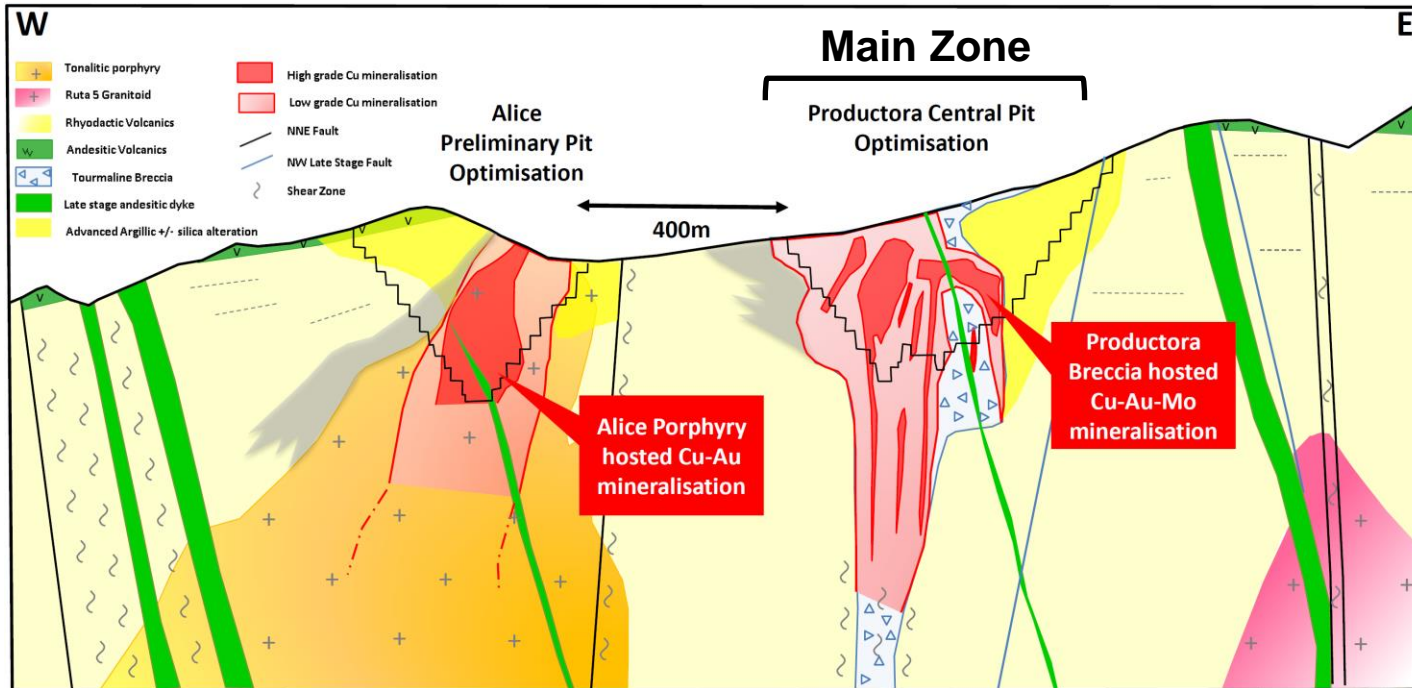 W
E
Main Zone
Tonalitic porphyry
Ruta 5 Granitoid
Rhyodactic Volcanics
Andesitic Volcanics
Tourmaline Breccia
Late stage andesitic dyke
Advanced Argillic +/- silica alteration
High grade Cu mineralisation
Low grade Cu mineralisation
NNE Fault
NW Late Stage Fault
Shear Zone
Alice
Preliminary Pit
Optimisation
Productora Central Pit
Optimisation
400m
Alice Porphyry
hosted Cu-Au
mineralisation
Productora
Breccia hosted
Cu-Au-Mo
mineralisation